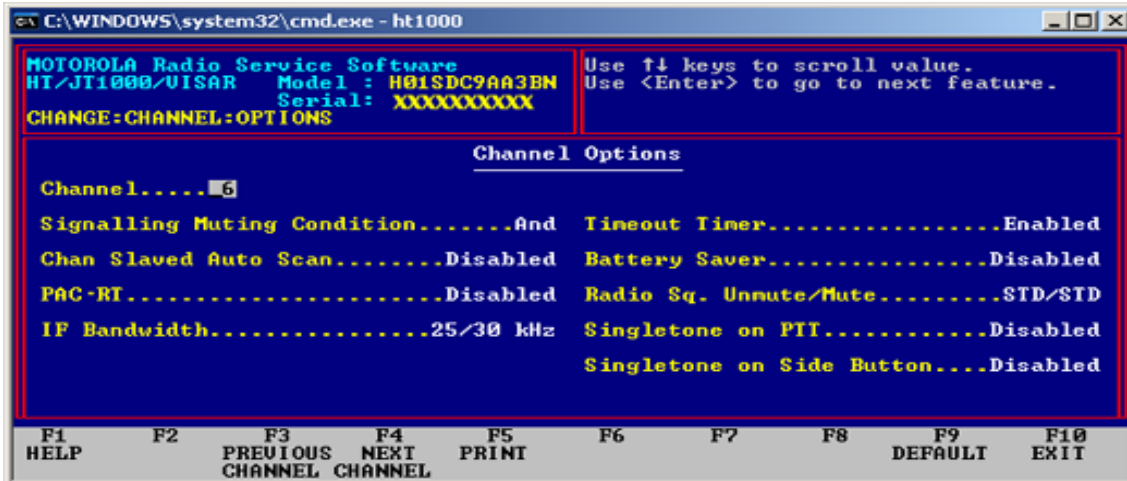 C:\WINDOWS\system32\cmd.exe - ht1000
MOTOROLA Radio Service Software
HT/JT1000/VISAR Model : H01SDC9AA3BN
Serial: XXXXXXXXXX
CHANGE:CHANNEL:OPTIONS
Use ↑↓ keys to scroll value.
Use <Enter> to go to next feature.
Channel Options
Channel.....6
Signalling Muting Condition.......And
Timeout Timer.................Enabled
Chan Slaved Auto Scan........Disabled
Battery Saver................Disabled
PAC-RT.......................Disabled
Radio Sq. Unmute/Mute.........STD/STD
IF Bandwidth................25/30 kHz
Singletone on PTT............Disabled
Singletone on Side Button....Disabled
F1 F2 F3 F4 F5 F6 F7 F8 F9 F10
HELP PREVIOUS NEXT PRINT DEFAULT EXIT
CHANNEL CHANNEL